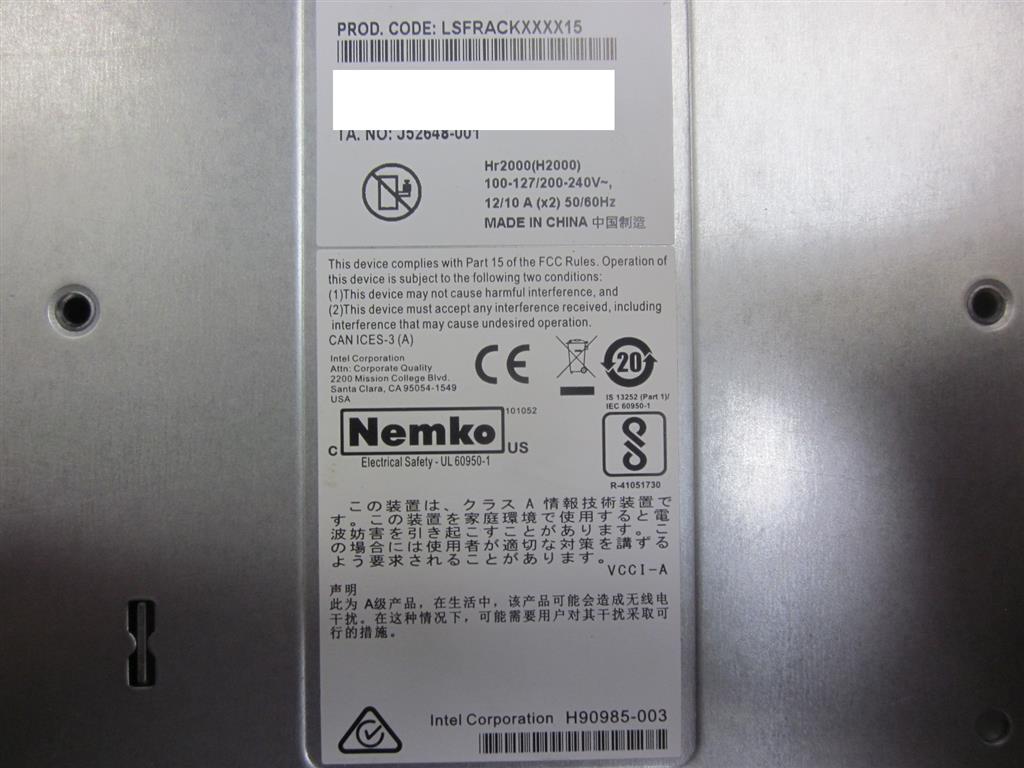 PROD. CODE: LSFRACKXXXX15
TA. NO: J52648-001
Hr2000(H2000)
100-127/200-240V~,
12/10 A (x2) 50/60Hz
MADE IN CHINA 中国制造
This device complies with Part 15 of the FCC Rules. Operation of
this device is subject to the following two conditions:
(1)This device may not cause harmful interference, and
(2)This device must accept any interference received, including
interference that may cause undesired operation.
CAN ICES-3 (A)
Intel Corporation
Attn: Corporate Quality
2200 Mission College Blvd.
Santa Clara, CA 95054-1549
USA
CE
20
IS 13252 (Part 1)/
IEC 60950-1
101052
C Nemko US
Electrical Safety - UL 60950-1
R-41051730
この装置は、クラス A 情報技術装置で
す。この装置を家庭環境で使用すると電
波妨害を引き起こすことがあります。こ
の場合には使用者が適切な対策を講ずる
よう要求されることがあります。
VCCI-A
声明
此为 A级产品，在生活中，该产品可能会造成无线电
干扰。在这种情况下，可能需要用户对其干扰采取可
行的措施。
Intel Corporation H90985-003